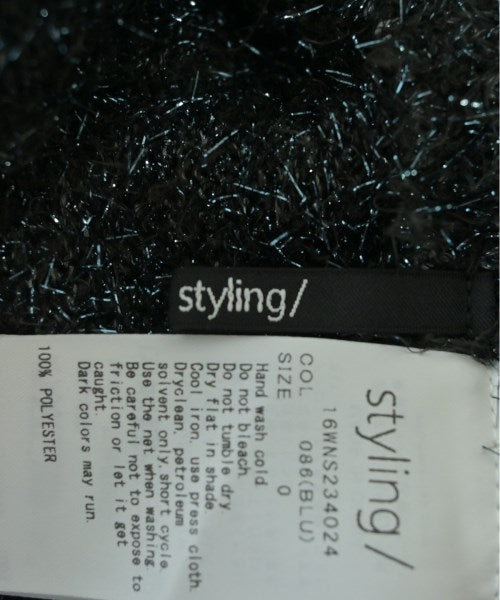 styling/
styling/
16WNS234024
COL 086(BLU)
SIZE 0
Hand wash cold
Do not bleach.
Do not tumble dry
Dry flat in shade.
Cool iron, use press cloth.
Dryclean, petroleum
solvent only, short cycle.
Use the net when washing
Be careful not to expose to
friction or let it get
caught.
Dark colors may run.
100% POLYESTER